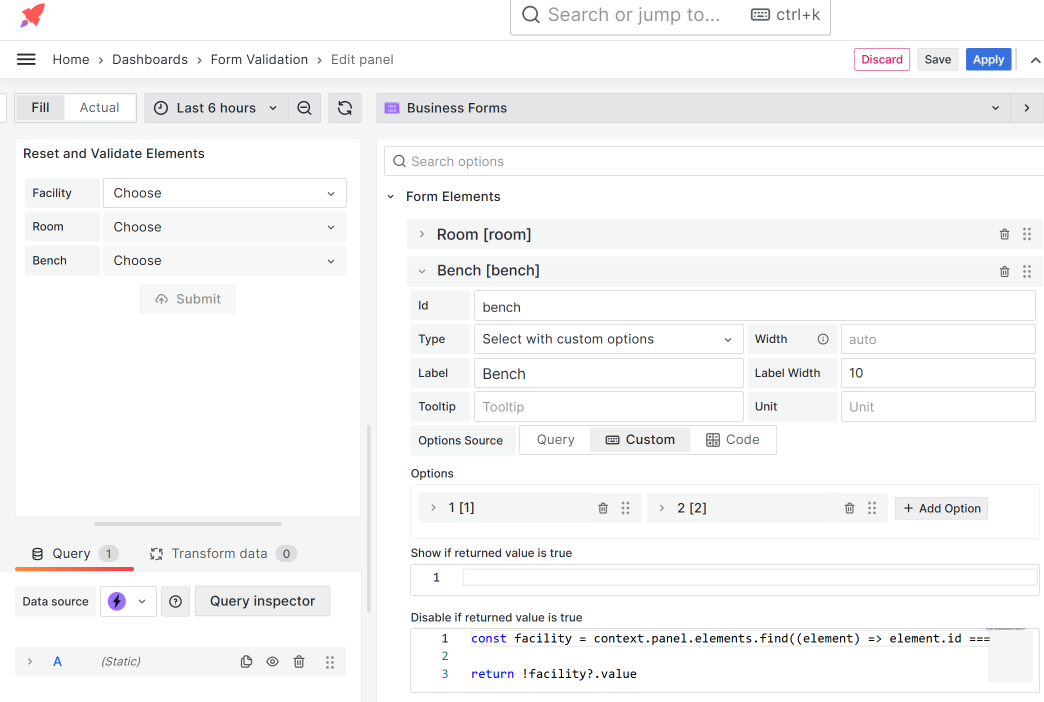 Search or jump to... ctrl+k
Home › Dashboards › Form Validation › Edit panel
Discard Save Apply
Fill Actual Last 6 hours
Business Forms
Reset and Validate Elements
Facility Choose
Room Choose
Bench Choose
Submit
Query 1 Transform data 0
Data source Query inspector
A (Static)
Search options
Form Elements
Room [room]
Bench [bench]
Id bench
Type Select with custom options Width auto
Label Bench Label Width 10
Tooltip Tooltip Unit Unit
Options Source Query Custom Code
Options
1 [1] 2 [2] + Add Option
Show if returned value is true
1
Disable if returned value is true
1 const facility = context.panel.elements.find((element) => element.id ===
2
3 return !facility?.value